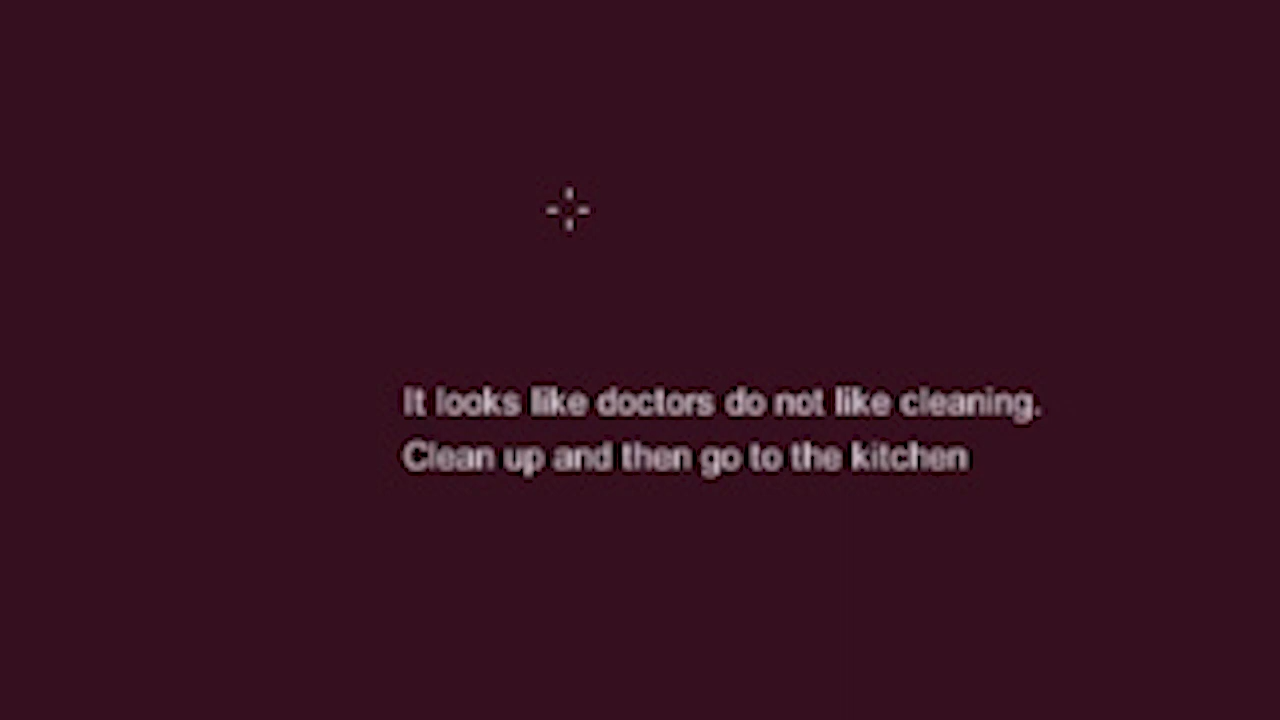 It looks like doctors do not like cleaning.
Clean up and then go to the kitchen